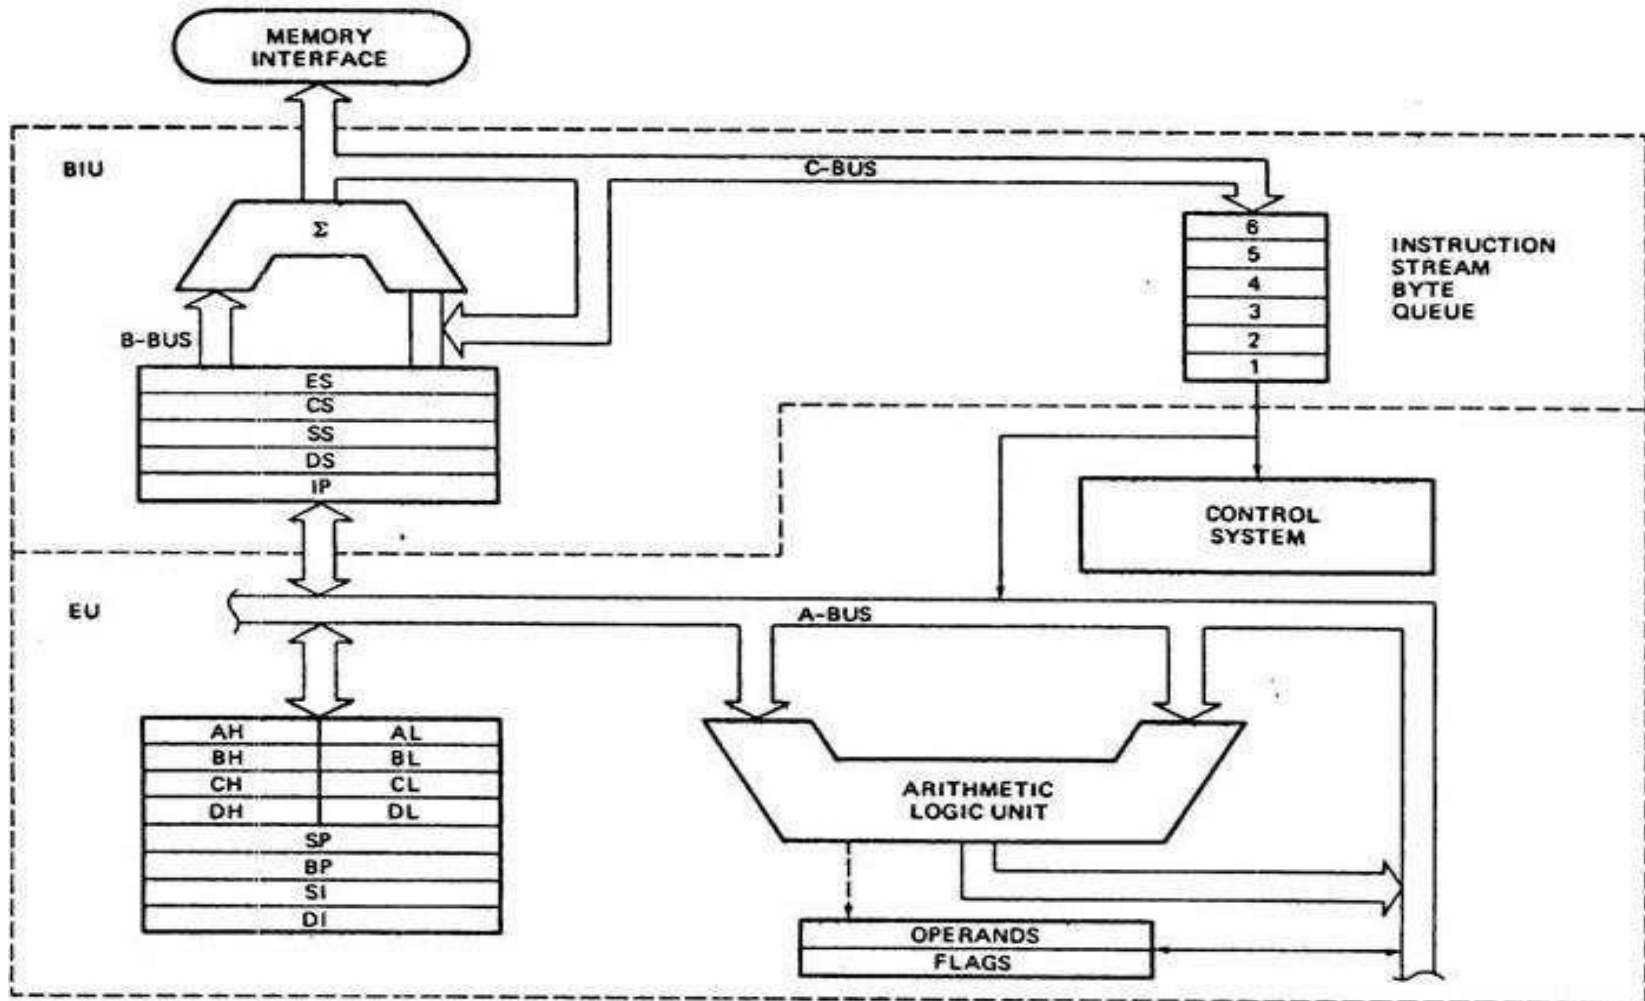 MEMORY
INTERFACE
BIU
C-BUS
Σ
B-BUS
6
5
4
3
2
1
INSTRUCTION
STREAM
BYTE
QUEUE
ES
CS
SS
DS
IP
CONTROL
SYSTEM
EU
A-BUS
AH AL
BH BL
CH CL
DH DL
SP
BP
SI
DI
ARITHMETIC
LOGIC UNIT
OPERANDS
FLAGS